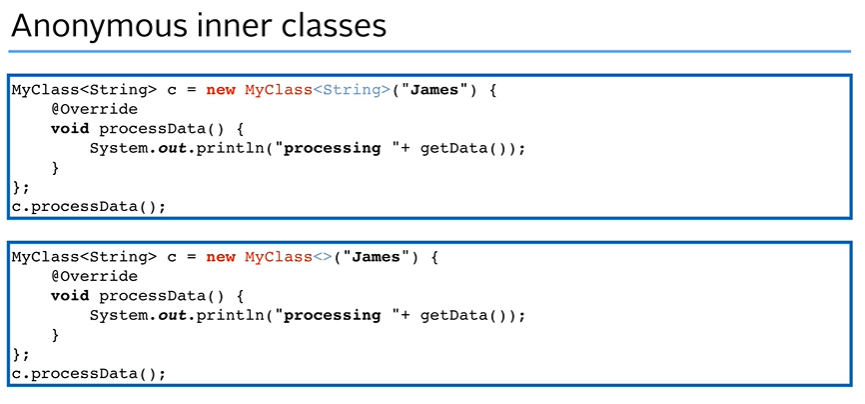 Anonymous inner classes
MyClass<String> c = new MyClass<String>("James") {
    @Override
    void processData() {
        System.out.println("processing "+ getData());
    }
};
c.processData();
MyClass<String> c = new MyClass<>("James") {
    @Override
    void processData() {
        System.out.println("processing "+ getData());
    }
};
c.processData();